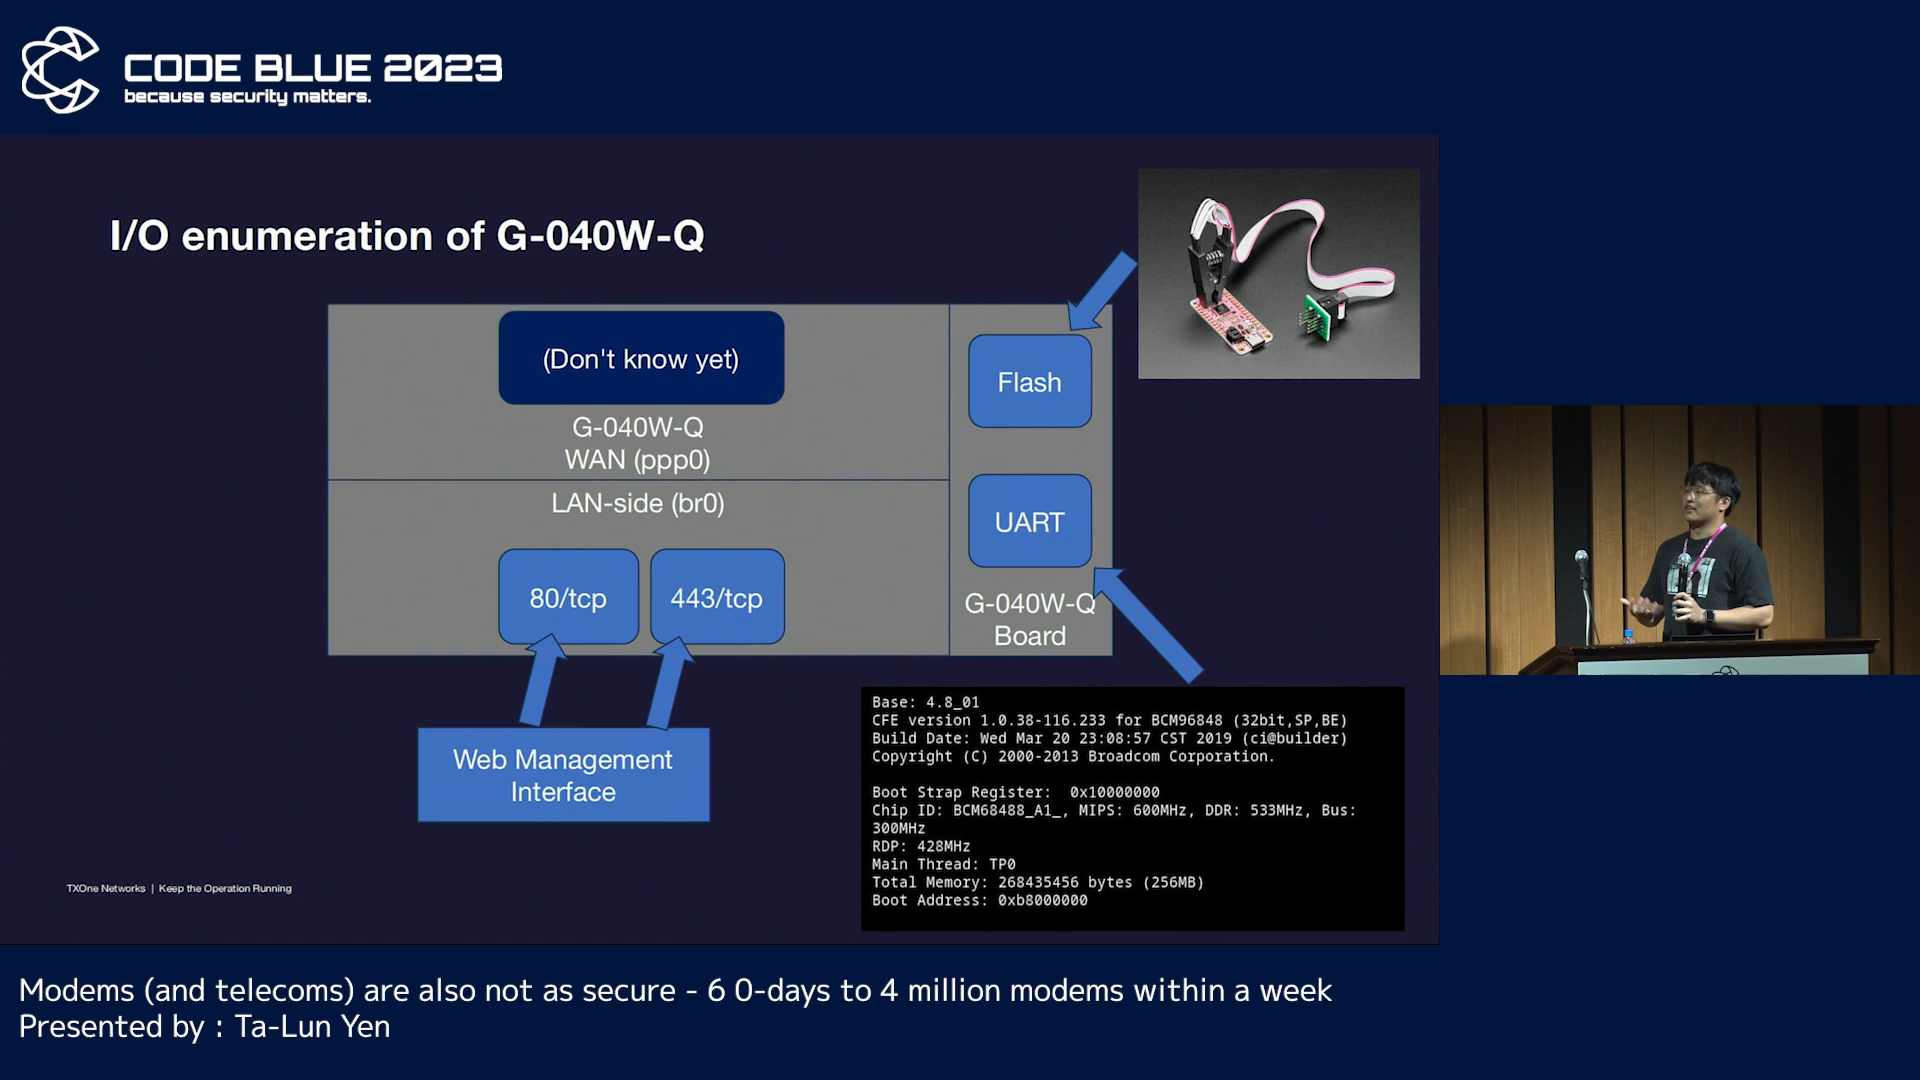 CODE BLUE 2023
because security matters.
I/O enumeration of G-040W-Q
(Don't know yet)
G-040W-Q
WAN (ppp0)
LAN-side (br0)
80/tcp
443/tcp
Flash
UART
G-040W-Q
Board
Web Management
Interface
Base: 4.8_01
CFE version 1.0.38-116.233 for BCM96848 (32bit,SP,BE)
Build Date: Wed Mar 20 23:08:57 CST 2019 (ci@builder)
Copyright (C) 2000-2013 Broadcom Corporation.
Boot Strap Register:  0x10000000
Chip ID: BCM68488_A1_, MIPS: 600MHz, DDR: 533MHz, Bus:
300MHz
RDP: 428MHz
Main Thread: TP0
Total Memory: 268435456 bytes (256MB)
Boot Address: 0xb8000000
TXOne Networks | Keep the Operation Running
Modems (and telecoms) are also not as secure - 6 0-days to 4 million modems within a week
Presented by : Ta-Lun Yen